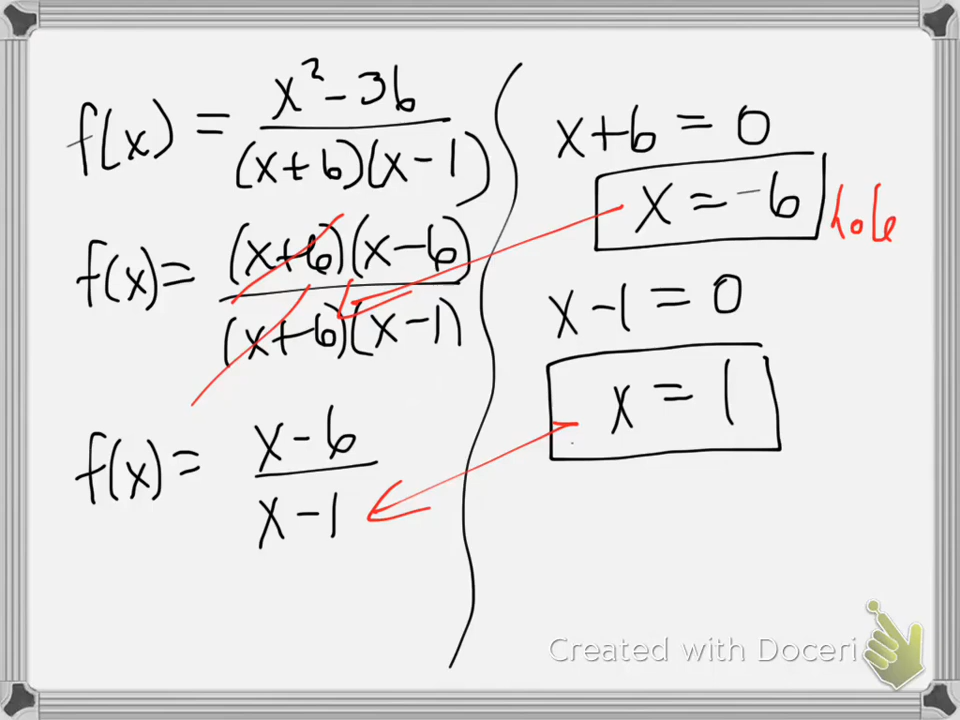 f(x) = x² - 36 / (x+6)(x-1)
f(x) = (x+6)(x-6) / (x+6)(x-1)
f(x) = x-6 / x-1
x+6 = 0
x = -6 hole
x-1 = 0
x = 1
Created with Doceri